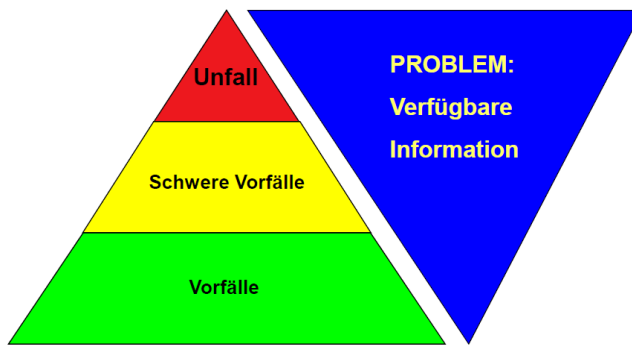 Unfall
Schwere Vorfälle
Vorfälle
PROBLEM:
Verfügbare
Information